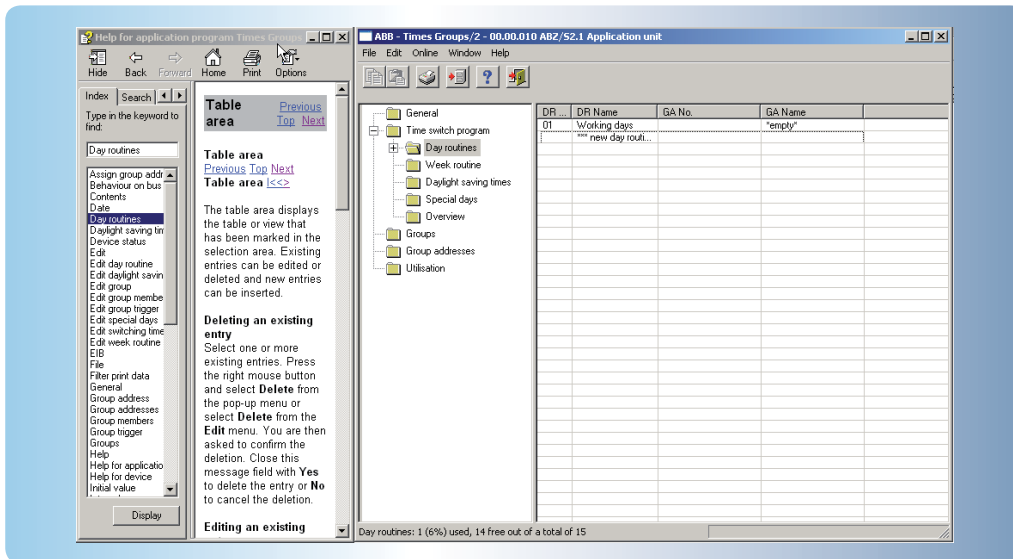 Help for application program Times Groups
Hide Back Forward Home Print Options
Index Search
Type in the keyword to
find:
Day routines
Assign group addr
Behaviour on bus
Contents
Date
Day routines
Daylight saving tim
Device status
Edit
Edit day routine
Edit daylight savin
Edit group
Edit group membe
Edit group trigger
Edit special days
Edit switching time
Edit week routine
EIB
File
Filter print data
General
Group address
Group addresses
Group members
Group trigger
Groups
Help
Help for applicatio
Help for device
Initial value
Display
Table Previous
area Top Next
Table area
Previous Top Next
Table area |<<>
The table area displays
the table or view that
has been marked in the
selection area. Existing
entries can be edited or
deleted and new entries
can be inserted.
Deleting an existing
entry
Select one or more
existing entries. Press
the right mouse button
and select Delete from
the pop-up menu or
select Delete from the
Edit menu. You are then
asked to confirm the
deletion. Close this
message field with Yes
to delete the entry or No
to cancel the deletion.
Editing an existing
ABB - Times Groups/2 - 00.00.010 ABZ/S2.1 Application unit
File Edit Online Window Help
General
Time switch program
Day routines
Week routine
Daylight saving times
Special days
Overview
Groups
Group addresses
Utilisation
DR ... DR Name GA No. GA Name
01 Working days "empty"
*** new day routi...
Day routines: 1 (6%) used, 14 free out of a total of 15